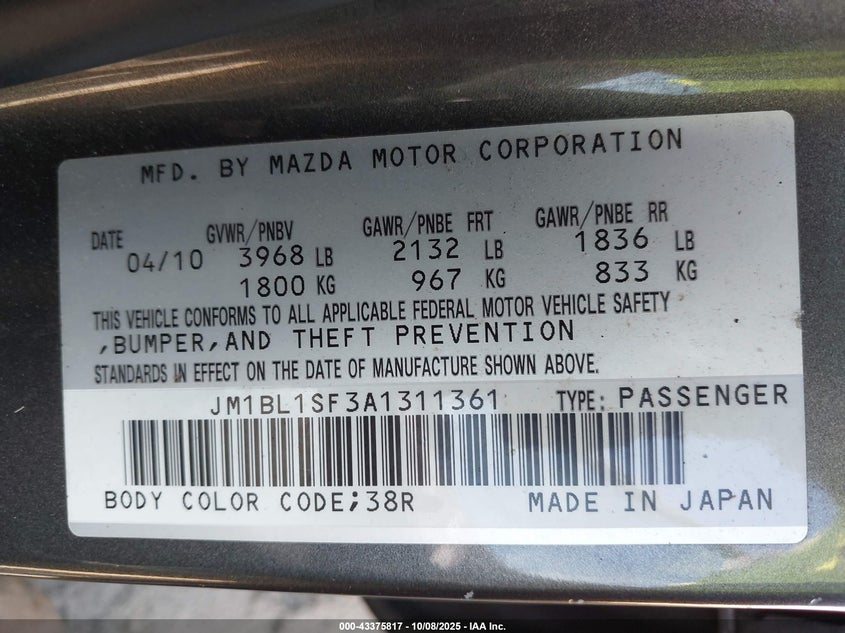 MFD. BY MAZDA MOTOR CORPORATION
DATE GVWR/PNBV GAWR/PNBE FRT GAWR/PNBE RR
04/10 3968 LB 2132 LB 1836 LB
1800 KG 967 KG 833 KG
THIS VEHICLE CONFORMS TO ALL APPLICABLE FEDERAL MOTOR VEHICLE SAFETY
,BUMPER,AND THEFT PREVENTION
STANDARDS IN EFFECT ON THE DATE OF MANUFACTURE SHOWN ABOVE.
JM1BL1SF3A1311361 TYPE: PASSENGER
BODY COLOR CODE;38R MADE IN JAPAN
000-43375817 - 10/08/2025 - IAA Inc.